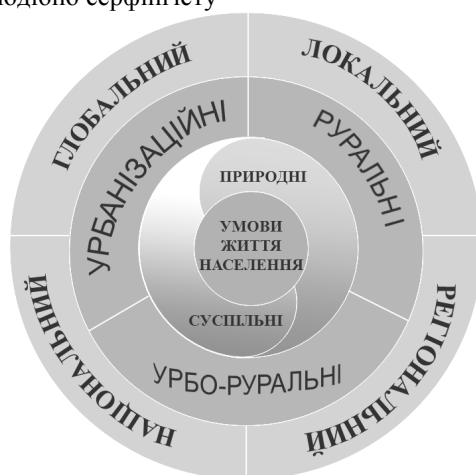 ГЛОБАЛЬНИЙ
ЛОКАЛЬНИЙ
УРБАНІЗАЦІЙНІ
РУРАЛЬНІ
ПРИРОДНІ
УМОВИ
ЖИТТЯ
НАСЕЛЕННЯ
СУСПІЛЬНІ
УРБО-РУРАЛЬНІ
НАЦІОНАЛЬНИЙ
РЕГІОНАЛЬНИЙ